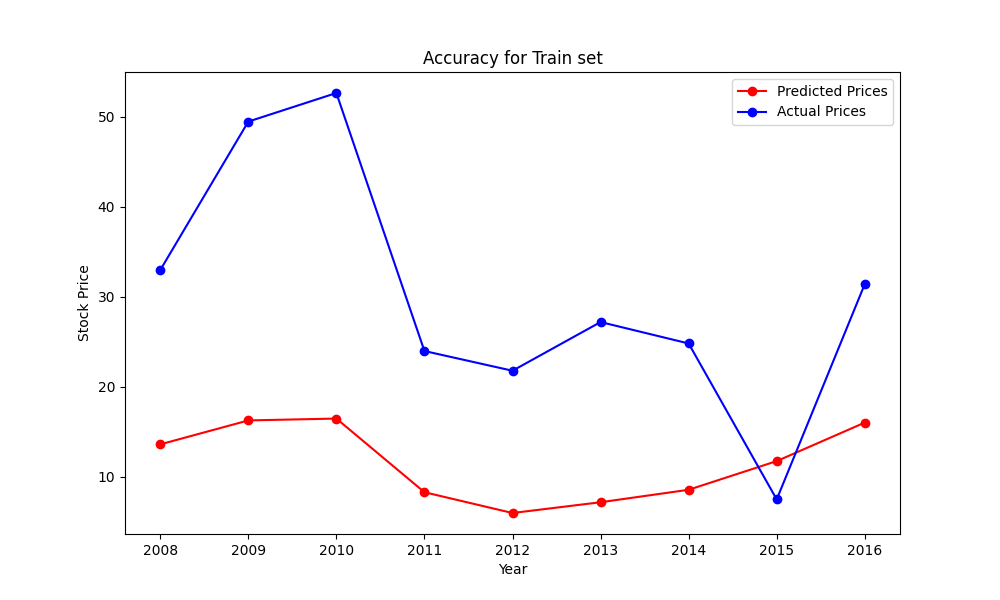 Accuracy for Train set
Predicted Prices
Actual Prices
50
40
30
20
10
Stock Price
2008 2009 2010 2011 2012 2013 2014 2015 2016
Year